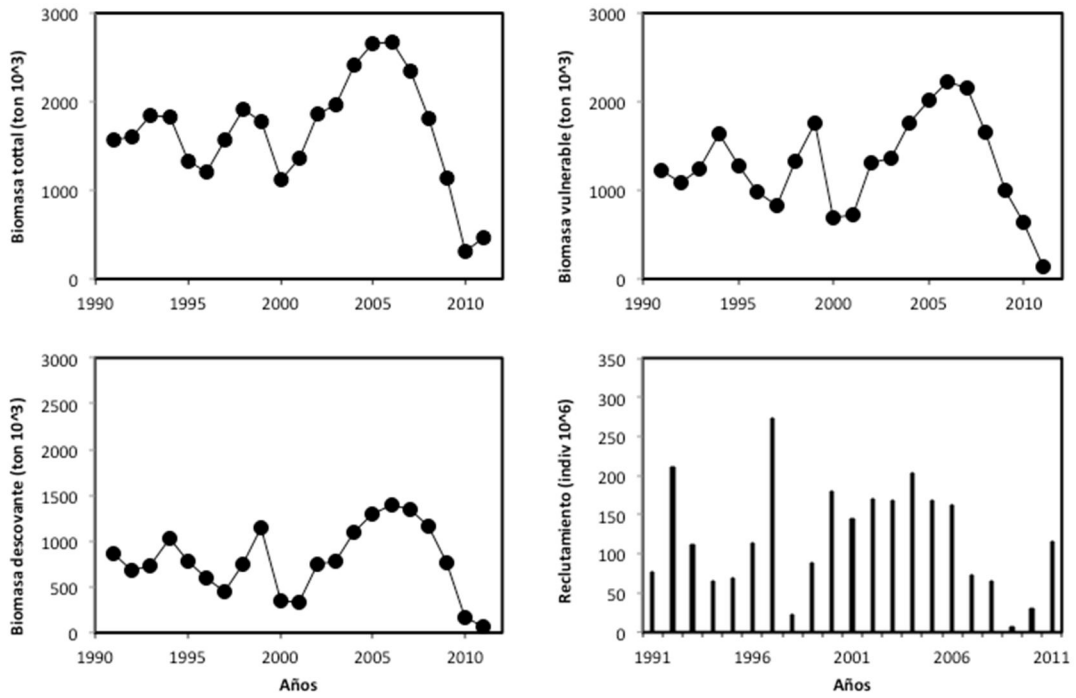 Biomasa tottal (ton 10^3)
3000
2000
1000
0
1990 1995 2000 2005 2010
Biomasa vulnerable (ton 10^3)
3000
2000
1000
0
1990 1995 2000 2005 2010
Biomasa descovante (ton 10^3)
3000
2500
2000
1500
1000
500
0
1990 1995 2000 2005 2010
Años
Reclutamiento (indiv 10^6)
350
300
250
200
150
100
50
0
1991 1996 2001 2006 2011
Años